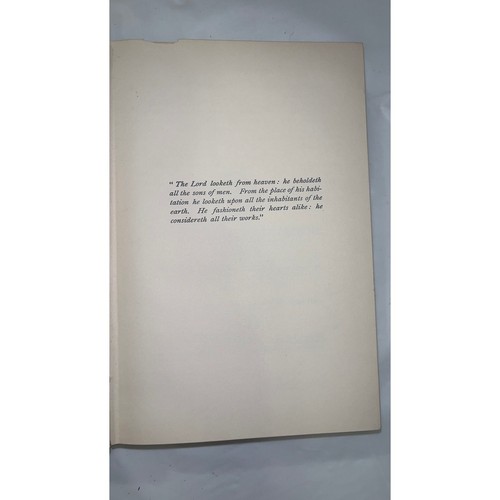 " The Lord looketh from heaven : he beholdeth
all the sons of men. From the place of his habi-
tation he looketh upon all the inhabitants of the
earth. He fashioneth their hearts alike : he
considereth all their works."